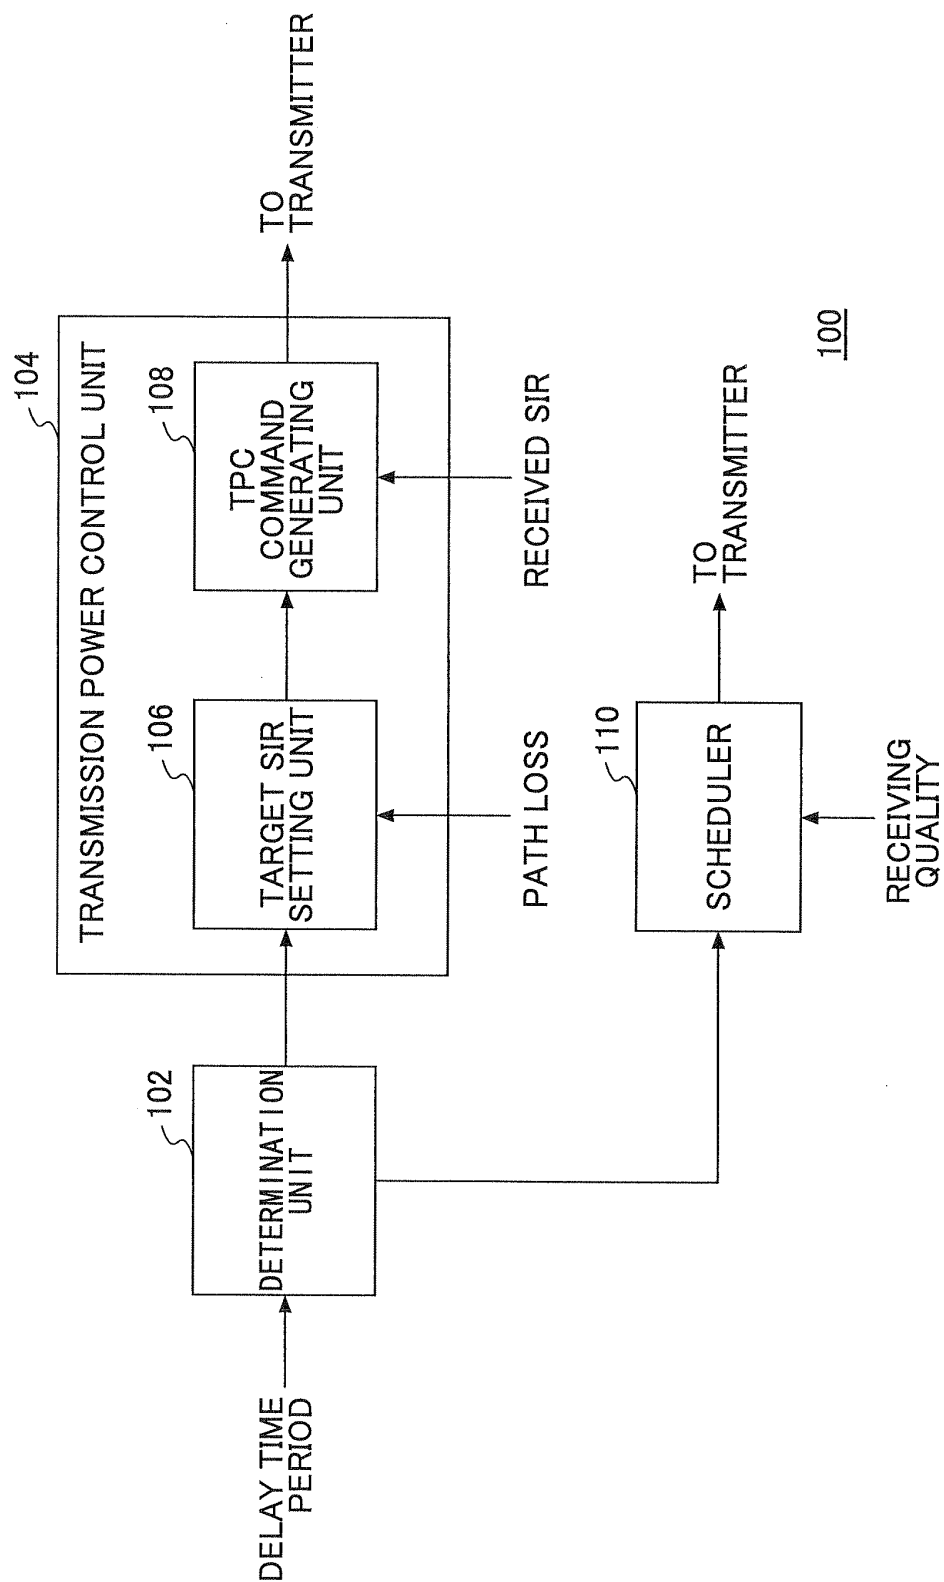 104
TRANSMISSION POWER CONTROL UNIT
102
DETERMINATION
UNIT
106
TARGET SIR
SETTING UNIT
108
TPC
COMMAND
GENERATING
UNIT
TO
TRANSMITTER
DELAY TIME
PERIOD
PATH LOSS
RECEIVED SIR
110
SCHEDULER
TO
TRANSMITTER
RECEIVING
QUALITY
100